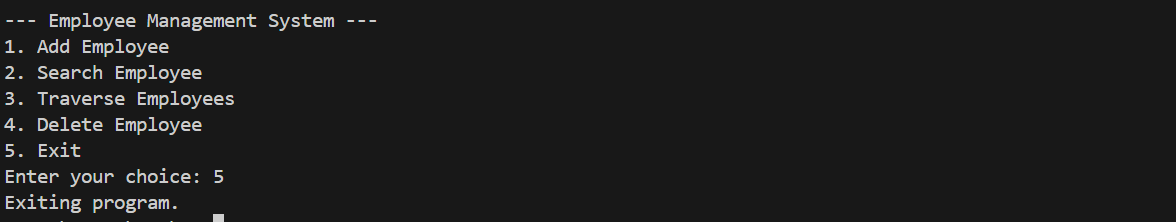 --- Employee Management System ---
1. Add Employee
2. Search Employee
3. Traverse Employees
4. Delete Employee
5. Exit
Enter your choice: 5
Exiting program.